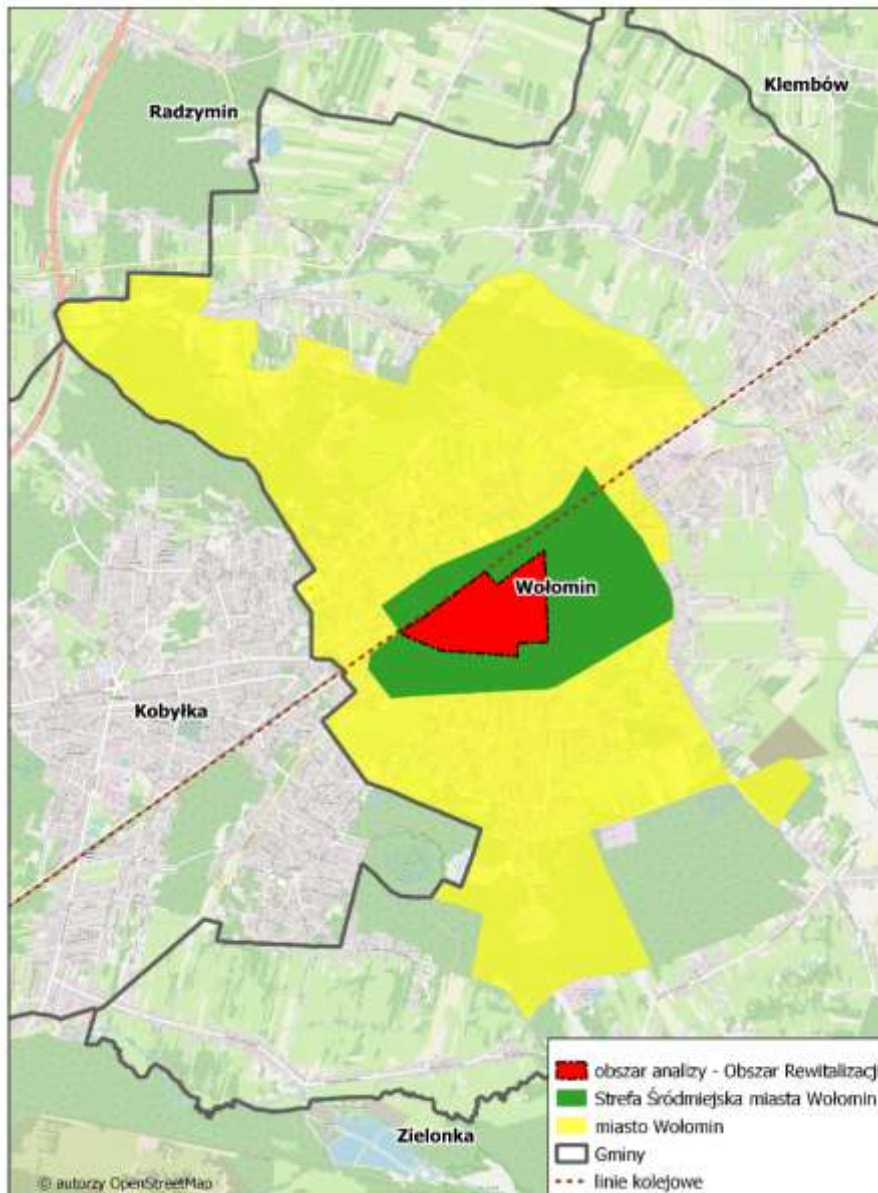 Klembów
Radzymin
Wołomin
Kobyłka
obszar analizy - Obszar Rewitalizacji
Strefa Śródmiejska miasta Wołomin
miasto Wołomin
Gminy
linie kolejowe
Zielonka
© autorzy OpenStreetMap